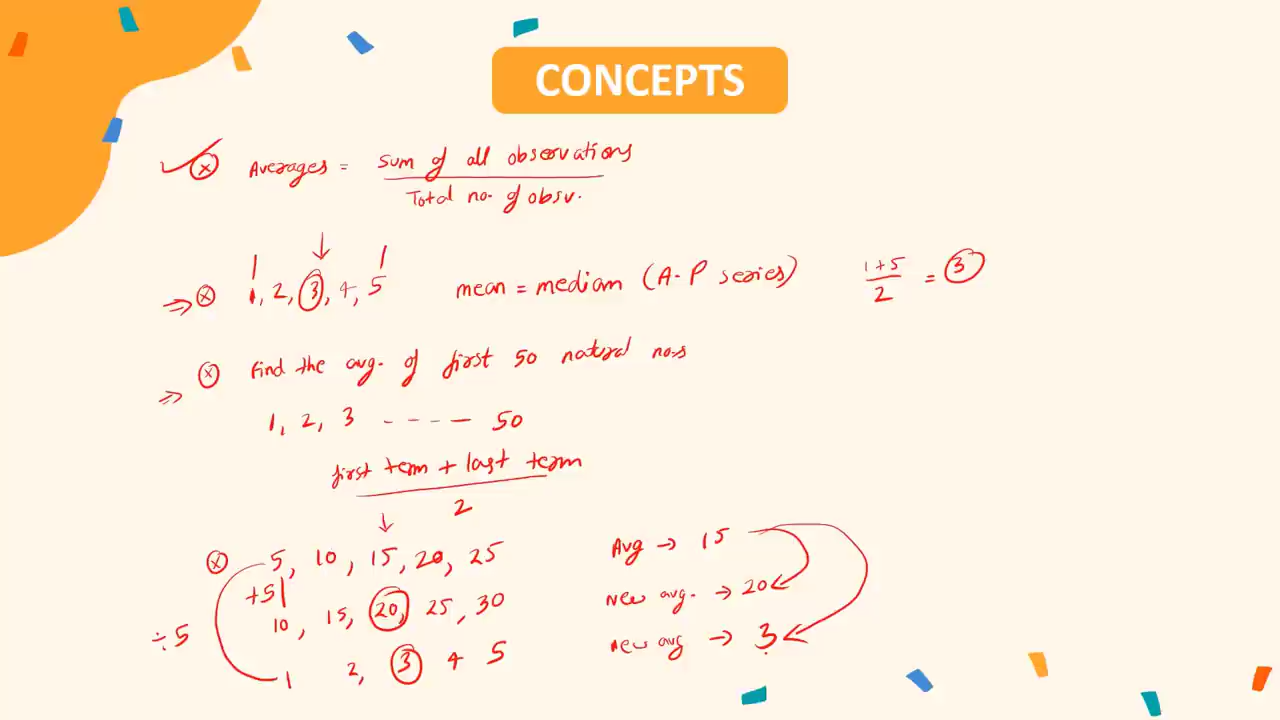 CONCEPTS
Averages = Sum of all observations
Total no. of obsv.
1, 2, 3, 4, 5 mean = median (A-P series) 1+5 / 2 = 3
Find the avg. of first 50 natural nos
1, 2, 3 ---- — 50
first term + last term
2
5, 10, 15, 20, 25 Avg → 15
+5
10, 15, 20, 25, 30 New avg. → 20
÷5
1 2, 3 4 5 New avg → 3